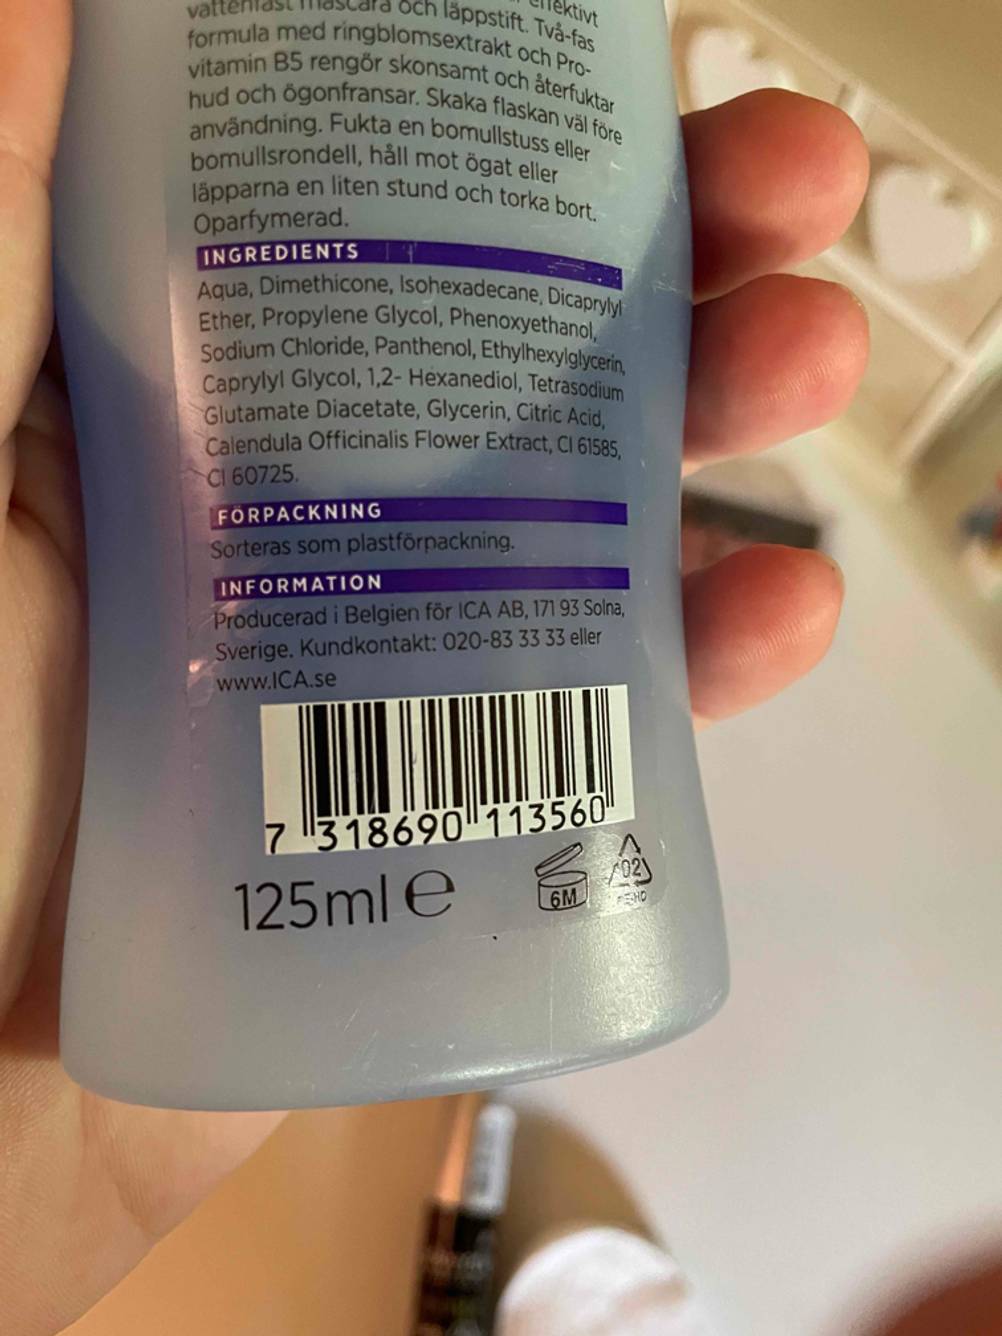 effektivt
vattenfast mascara och läppstift. Två-fas
formula med ringblomsextrakt och Pro-
vitamin B5 rengör skonsamt och återfuktar
hud och ögonfransar. Skaka flaskan väl före
användning. Fukta en bomullstuss eller
bomullsrondell, håll mot ögat eller
läpparna en liten stund och torka bort.
Oparfymerad.
INGREDIENTS
Aqua, Dimethicone, Isohexadecane, Dicaprylyl
Ether, Propylene Glycol, Phenoxyethanol,
Sodium Chloride, Panthenol, Ethylhexylglycerin,
Caprylyl Glycol, 1,2- Hexanediol, Tetrasodium
Glutamate Diacetate, Glycerin, Citric Acid,
Calendula Officinalis Flower Extract, CI 61585,
CI 60725.
FÖRPACKNING
Sorteras som plastförpackning.
INFORMATION
Producerad i Belgien för ICA AB, 171 93 Solna,
Sverige. Kundkontakt: 020-83 33 33 eller
www.ICA.se
7 318690 113560
125ml e
6M
02